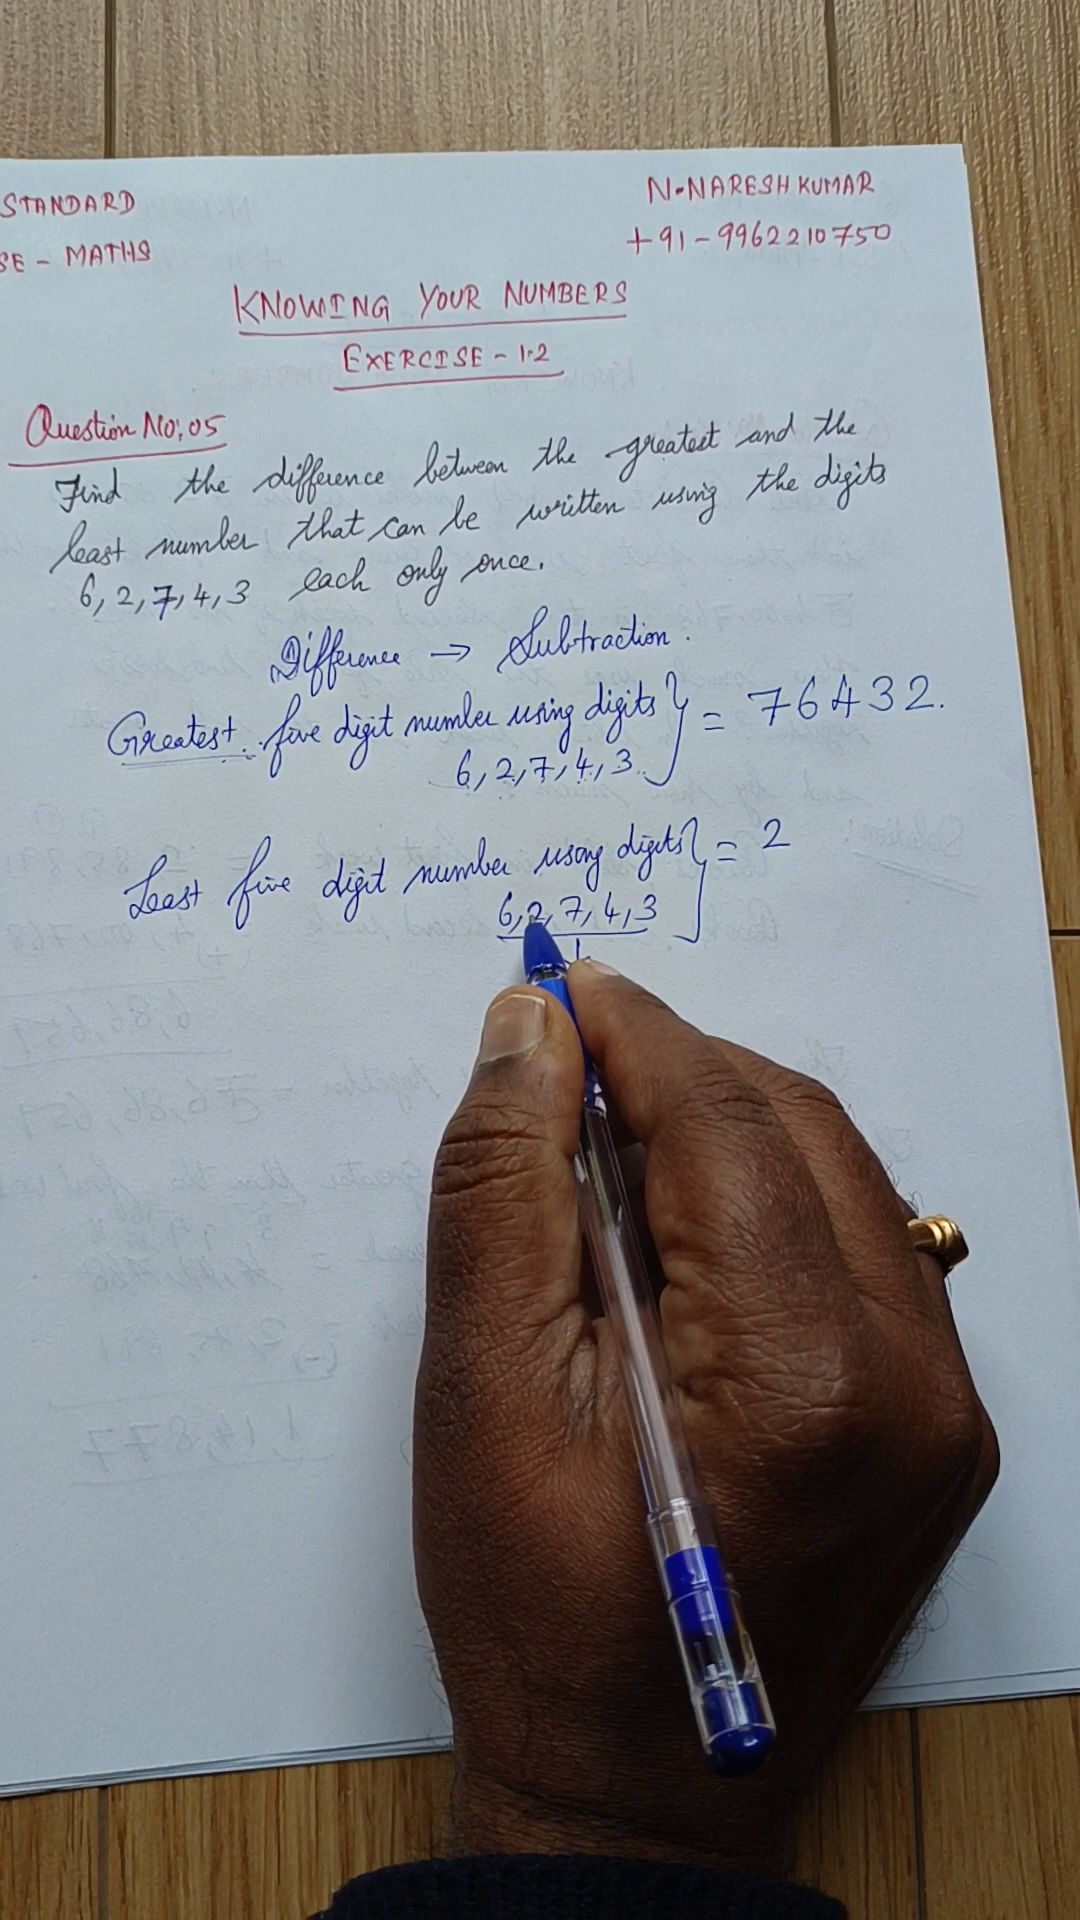 STANDARD
N. NARESH KUMAR
SE - MATHS
+91-9962210750
KNOWING YOUR NUMBERS
EXERCISE - 1.2
Question No: 05
Find the difference between the greatest and the
least number that can be written using the digits
6, 2, 7, 4, 3 each only once.
Difference → Subtraction.
Greatest five digit number using digits } = 76432.
6, 2, 7, 4, 3
Least five digit number using digits } = 2
6, 2, 7, 4, 3